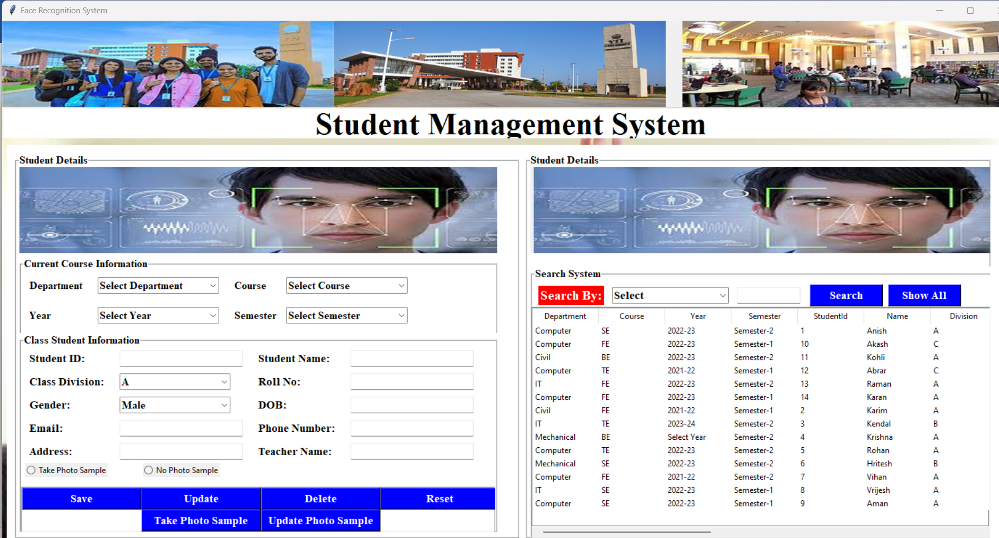 Face Recognition System
VIT
VIT
UNIVERSITY
Student Management System
Student Details
Current Course Information
Department Select Department Course Select Course
Year Select Year Semester Select Semester
Class Student Information
Student ID: Student Name:
Class Division: A Roll No:
Gender: Male DOB:
Email: Phone Number:
Address: Teacher Name:
Take Photo Sample No Photo Sample
Save Update Delete Reset
Take Photo Sample Update Photo Sample
Student Details
Search System
Search By: Select Search Show All
Department Course Year Semester StudentId Name Division
Computer SE 2022-23 Semester-2 1 Anish A
Computer FE 2022-23 Semester-1 10 Akash C
Civil BE 2022-23 Semester-2 11 Kohli A
Computer TE 2021-22 Semester-1 12 Abrar C
IT FE 2022-23 Semester-2 13 Raman A
Computer FE 2022-23 Semester-1 14 Karan A
Civil FE 2021-22 Semester-1 2 Karim A
IT TE 2023-24 Semester-2 3 Kendal B
Mechanical BE Select Year Semester-2 4 Krishna A
Computer TE 2022-23 Semester-2 5 Rohan A
Mechanical SE 2022-23 Semester-2 6 Hritesh B
Computer FE 2021-22 Semester-2 7 Vihan A
IT SE 2022-23 Semester-1 8 Vrijesh A
Computer SE 2022-23 Semester-1 9 Aman A